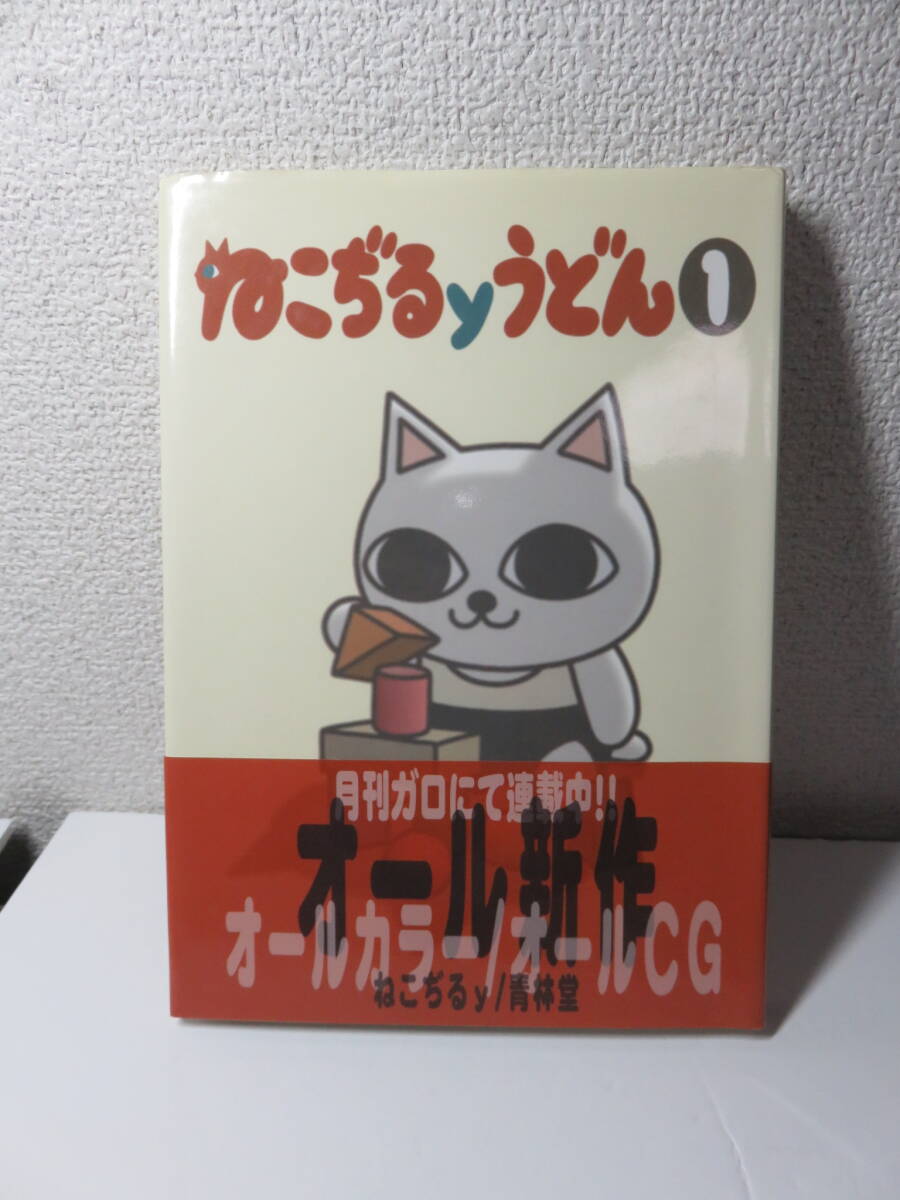 ねこぢるyうどん1
月刊ガロにて連載中!!
オール新作
オールカラー/オールCG
ねこぢるy/青林堂